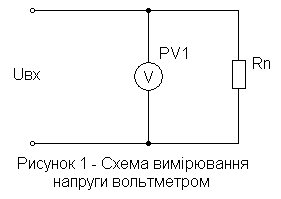 PV1
Uвх
V
Rn
Рисунок 1 - Схема вимірювання
напруги вольтметром